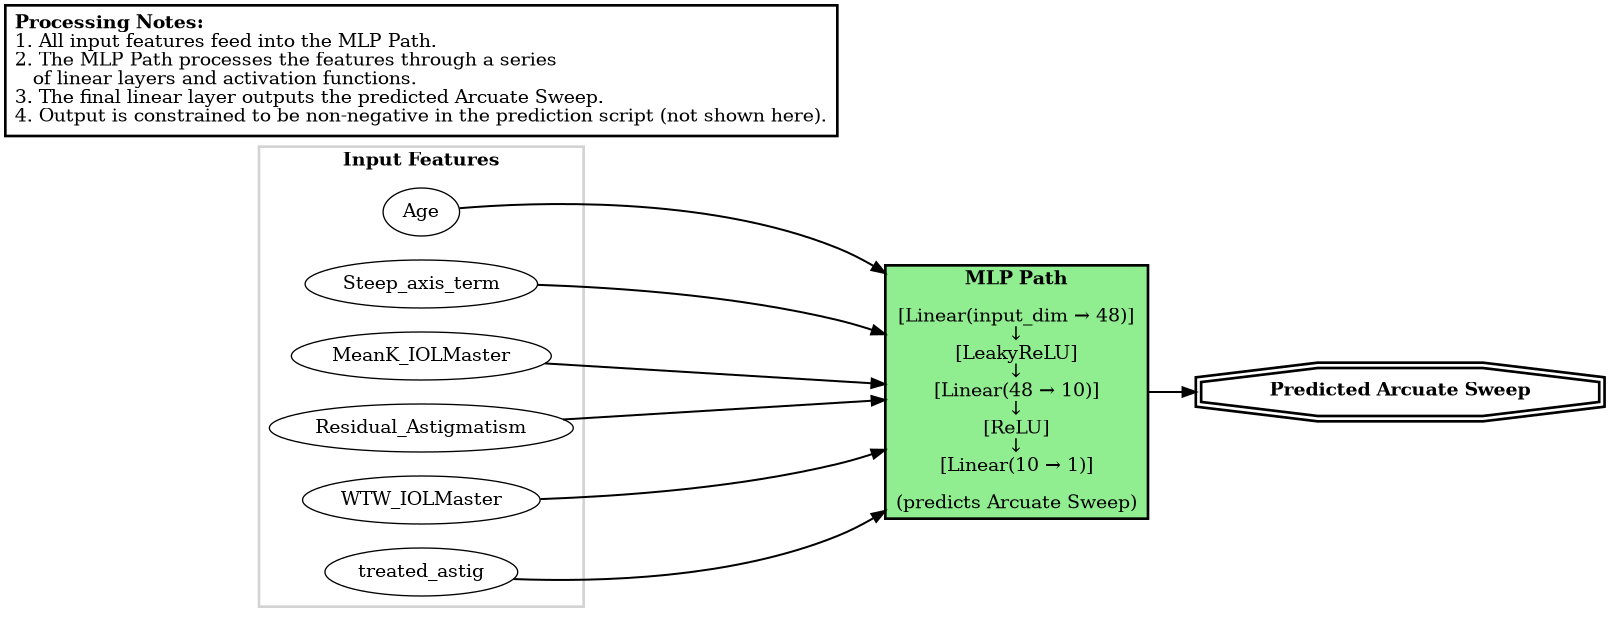 Processing Notes:
1. All input features feed into the MLP Path.
2. The MLP Path processes the features through a series
of linear layers and activation functions.
3. The final linear layer outputs the predicted Arcuate Sweep.
4. Output is constrained to be non-negative in the prediction script (not shown here).
Input Features
Age
Steep_axis_term
MeanK_IOLMaster
Residual_Astigmatism
WTW_IOLMaster
treated_astig
MLP Path
[Linear(input_dim → 48)]
↓
[LeakyReLU]
↓
[Linear(48 → 10)]
↓
[ReLU]
↓
[Linear(10 → 1)]
(predicts Arcuate Sweep)
Predicted Arcuate Sweep